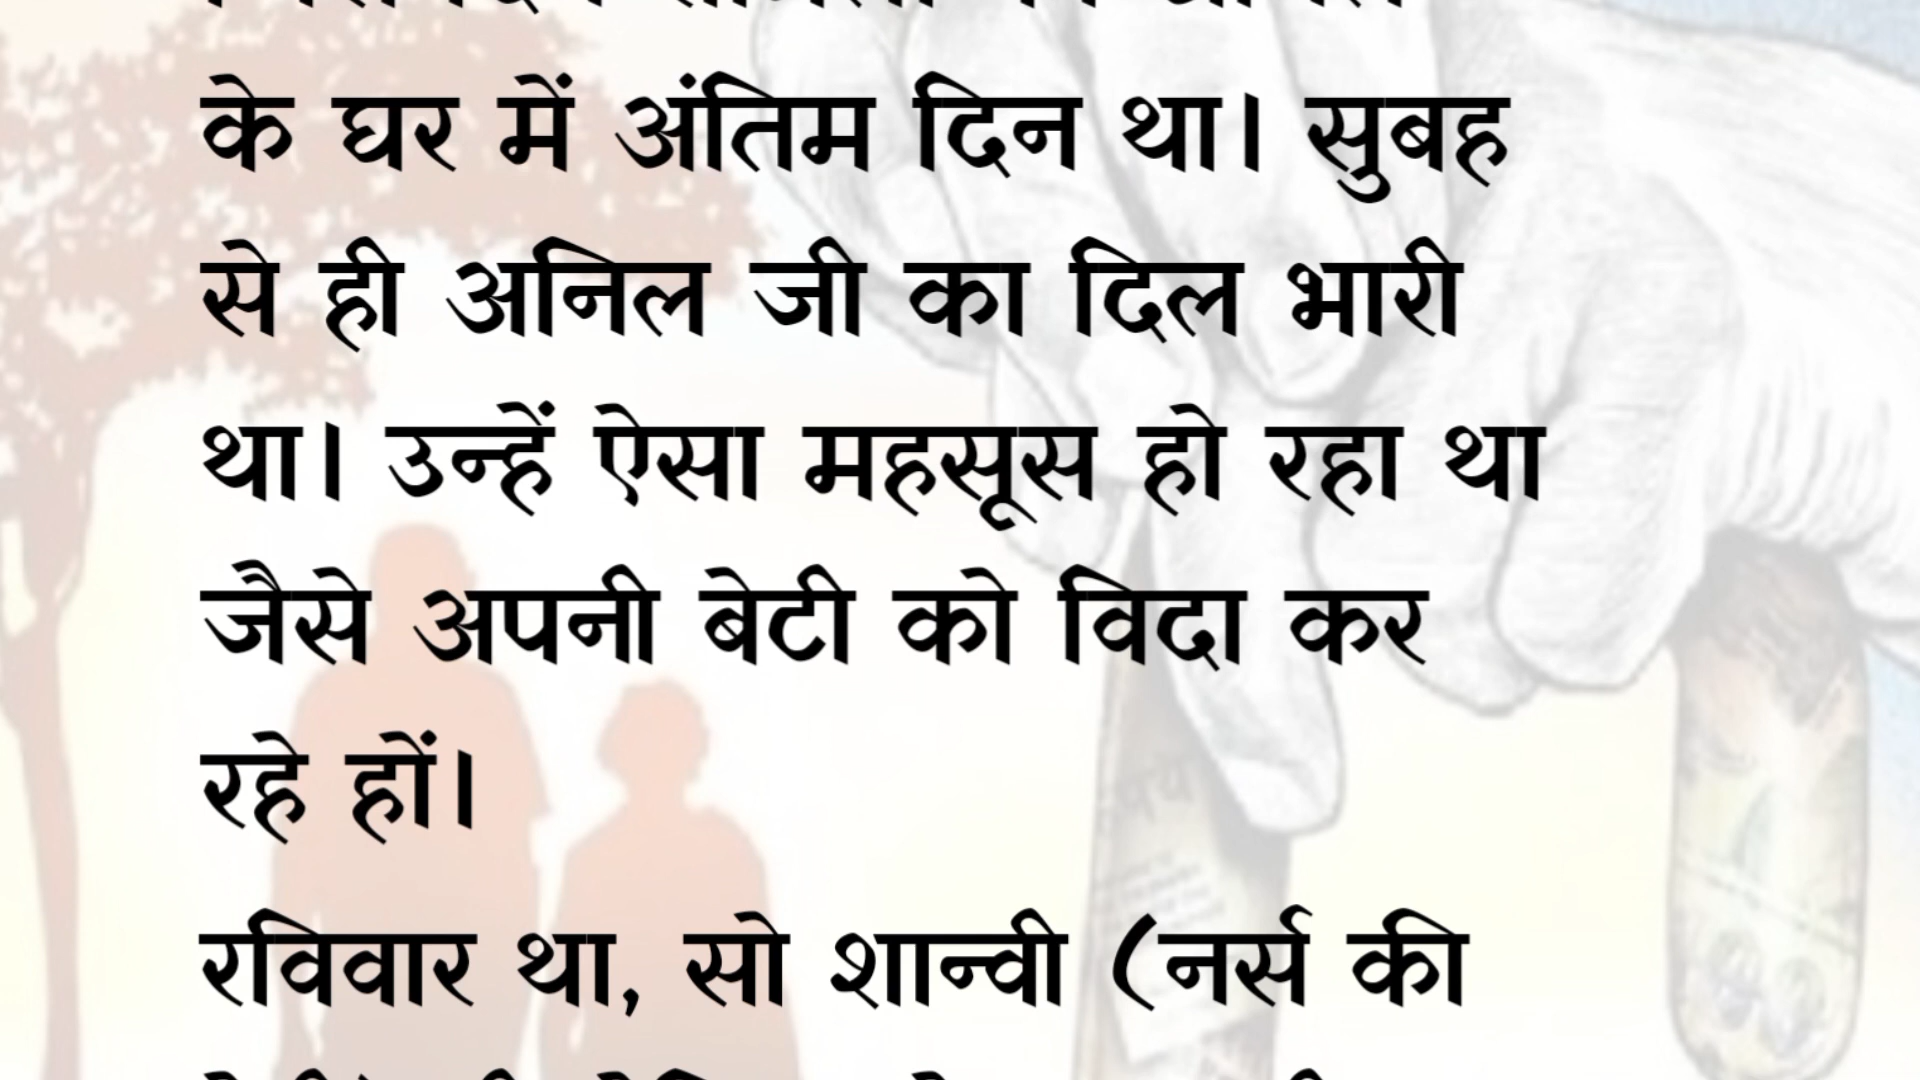 के घर में अंतिम दिन था। सुबह
से ही अनिल जी का दिल भारी
था। उन्हें ऐसा महसूस हो रहा था
जैसे अपनी बेटी को विदा कर
रहे हों।
रविवार था, सो शान्वी (नर्स की